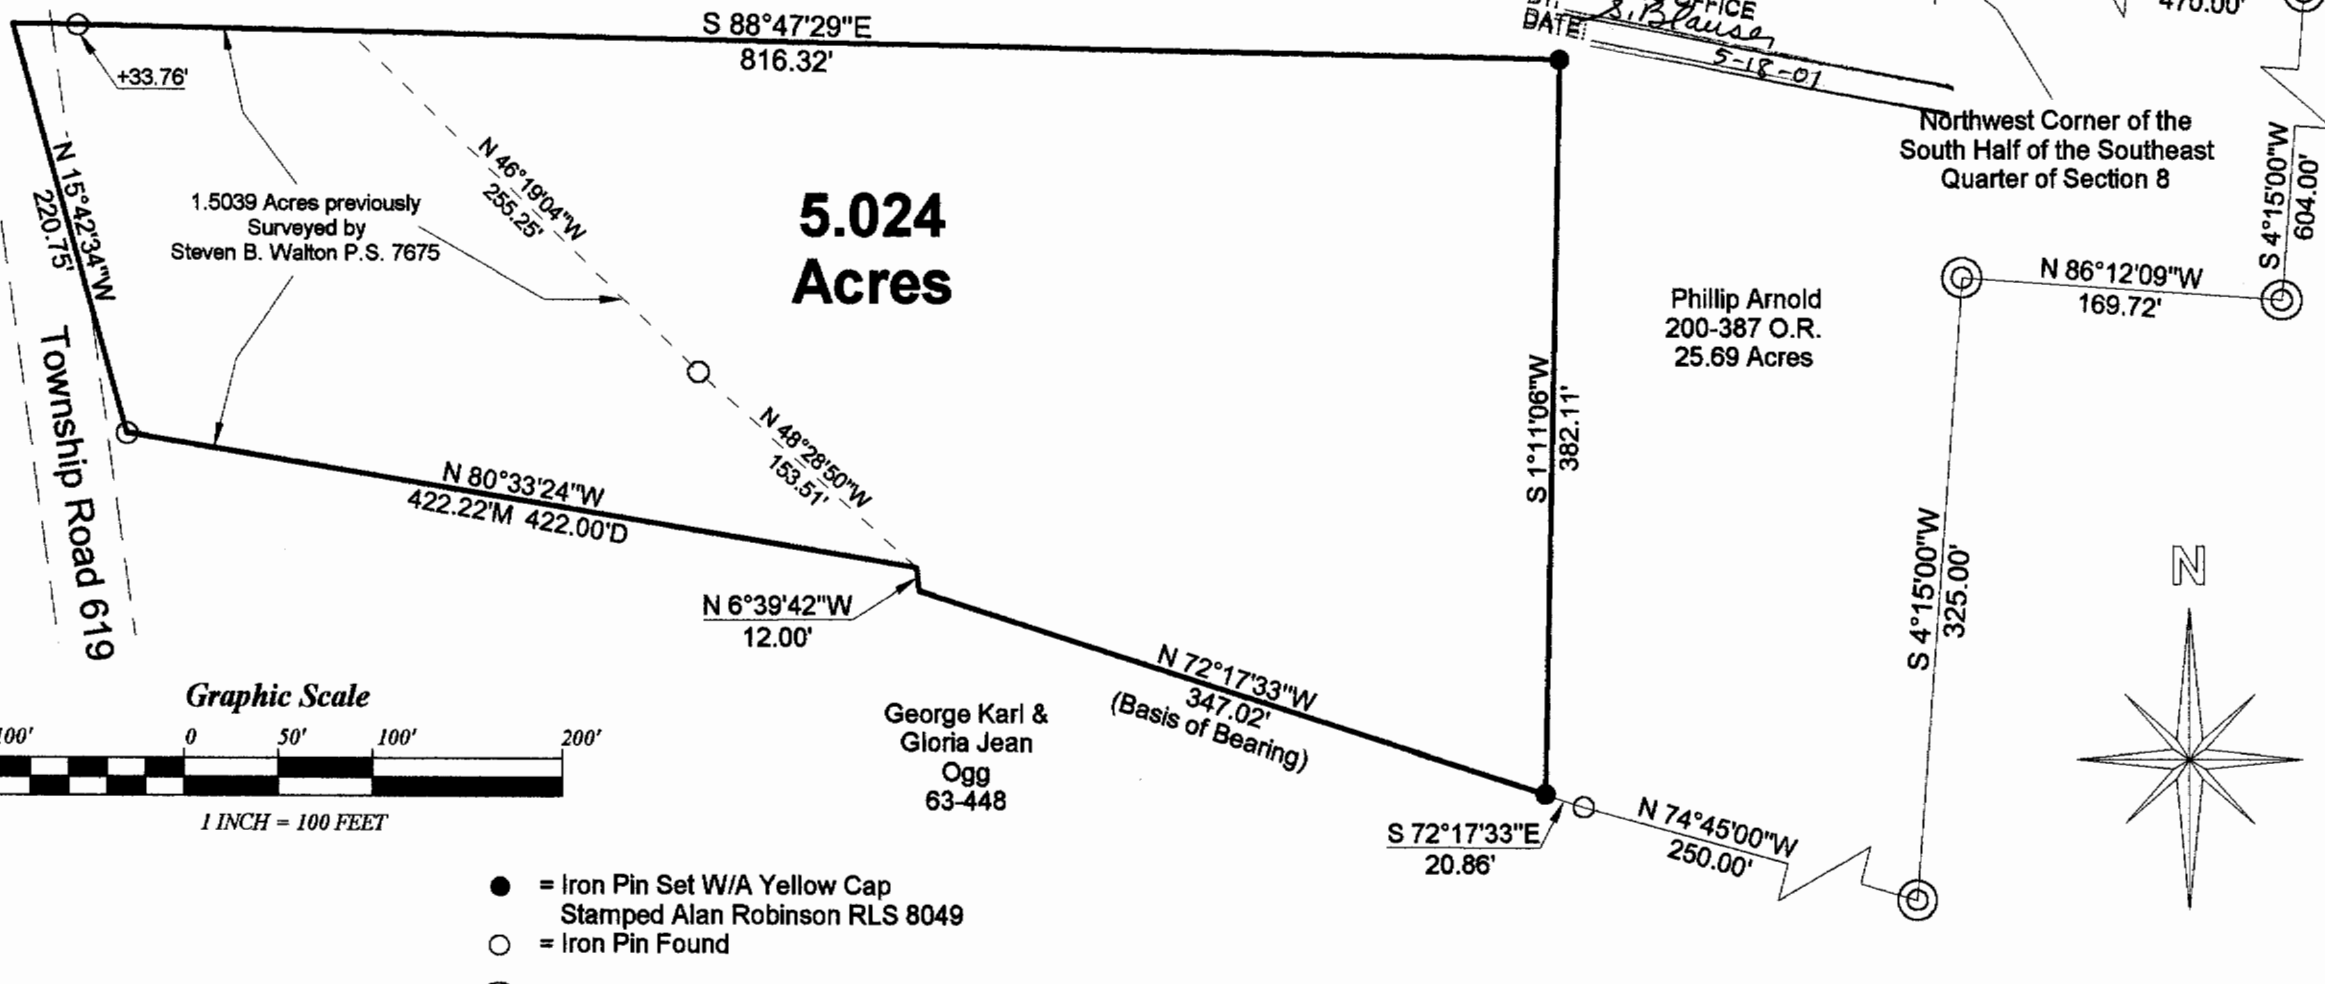 S 88°47'29"E
816.32'
+33.76'
N 15°42'34"W
220.75'
1.5039 Acres previously
Surveyed by
Steven B. Walton P.S. 7675
N 46°19'04"W
255.25'
5.024
Acres
DATE:
S. Blauser
5-18-01
470.00'
Northwest Corner of the
South Half of the Southeast
Quarter of Section 8
S 4°15'00"W
604.00'
N 86°12'09"W
169.72'
Phillip Arnold
200-387 O.R.
25.69 Acres
S 1°11'06"W
382.11'
Township Road 619
N 80°33'24"W
422.22'M 422.00'D
N 48°28'50"W
153.51'
N 6°39'42"W
12.00'
N 72°17'33"W
347.02'
(Basis of Bearing)
S 4°15'00"W
325.00'
N
George Karl &
Gloria Jean
Ogg
63-448
S 72°17'33"E
20.86'
N 74°45'00"W
250.00'
Graphic Scale
0 50' 100' 200'
1 INCH = 100 FEET
= Iron Pin Set W/A Yellow Cap
Stamped Alan Robinson RLS 8049
= Iron Pin Found